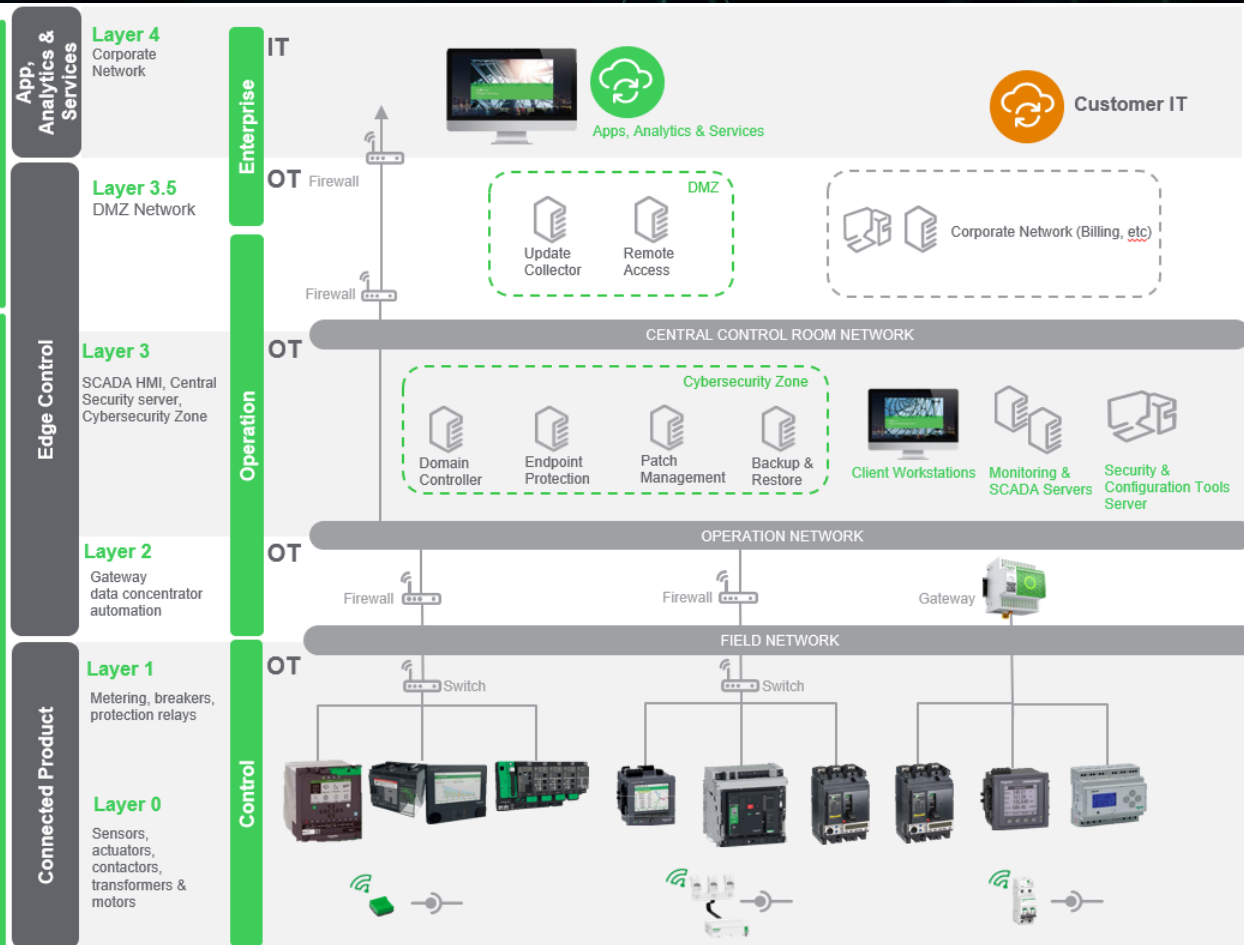 App,
Analytics &
Services
Layer 4
Corporate
Network
Enterprise
IT
Apps, Analytics & Services
Customer IT
Edge Control
Layer 3.5
DMZ Network
OT
Firewall
DMZ
Update
Collector
Remote
Access
Corporate Network (Billing, etc)
Firewall
Operation
CENTRAL CONTROL ROOM NETWORK
Layer 3
SCADA HMI, Central
Security server,
Cybersecurity Zone
OT
Cybersecurity Zone
Domain
Controller
Endpoint
Protection
Patch
Management
Backup &
Restore
Client Workstations
Monitoring &
SCADA Servers
Security &
Configuration Tools
Server
OPERATION NETWORK
Layer 2
Gateway
data concentrator
automation
OT
Firewall
Firewall
Gateway
FIELD NETWORK
Connected Product
Layer 1
Metering, breakers,
protection relays
Control
OT
Switch
Switch
Layer 0
Sensors,
actuators,
contactors,
transformers &
motors